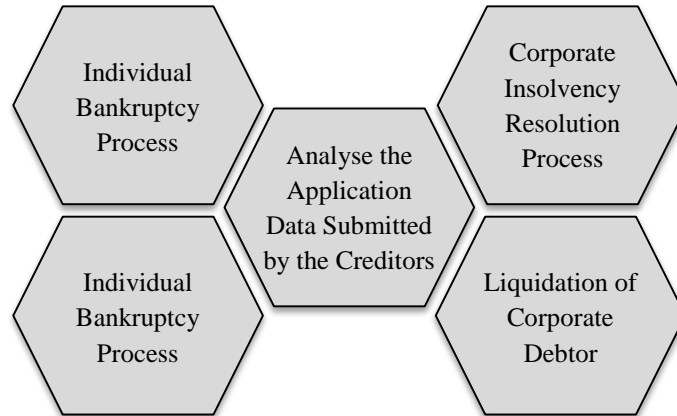 Individual
Bankruptcy
Process
Corporate
Insolvency
Resolution
Process
Analyse the
Application
Data Submitted
by the Creditors
Individual
Bankruptcy
Process
Liquidation of
Corporate
Debtor